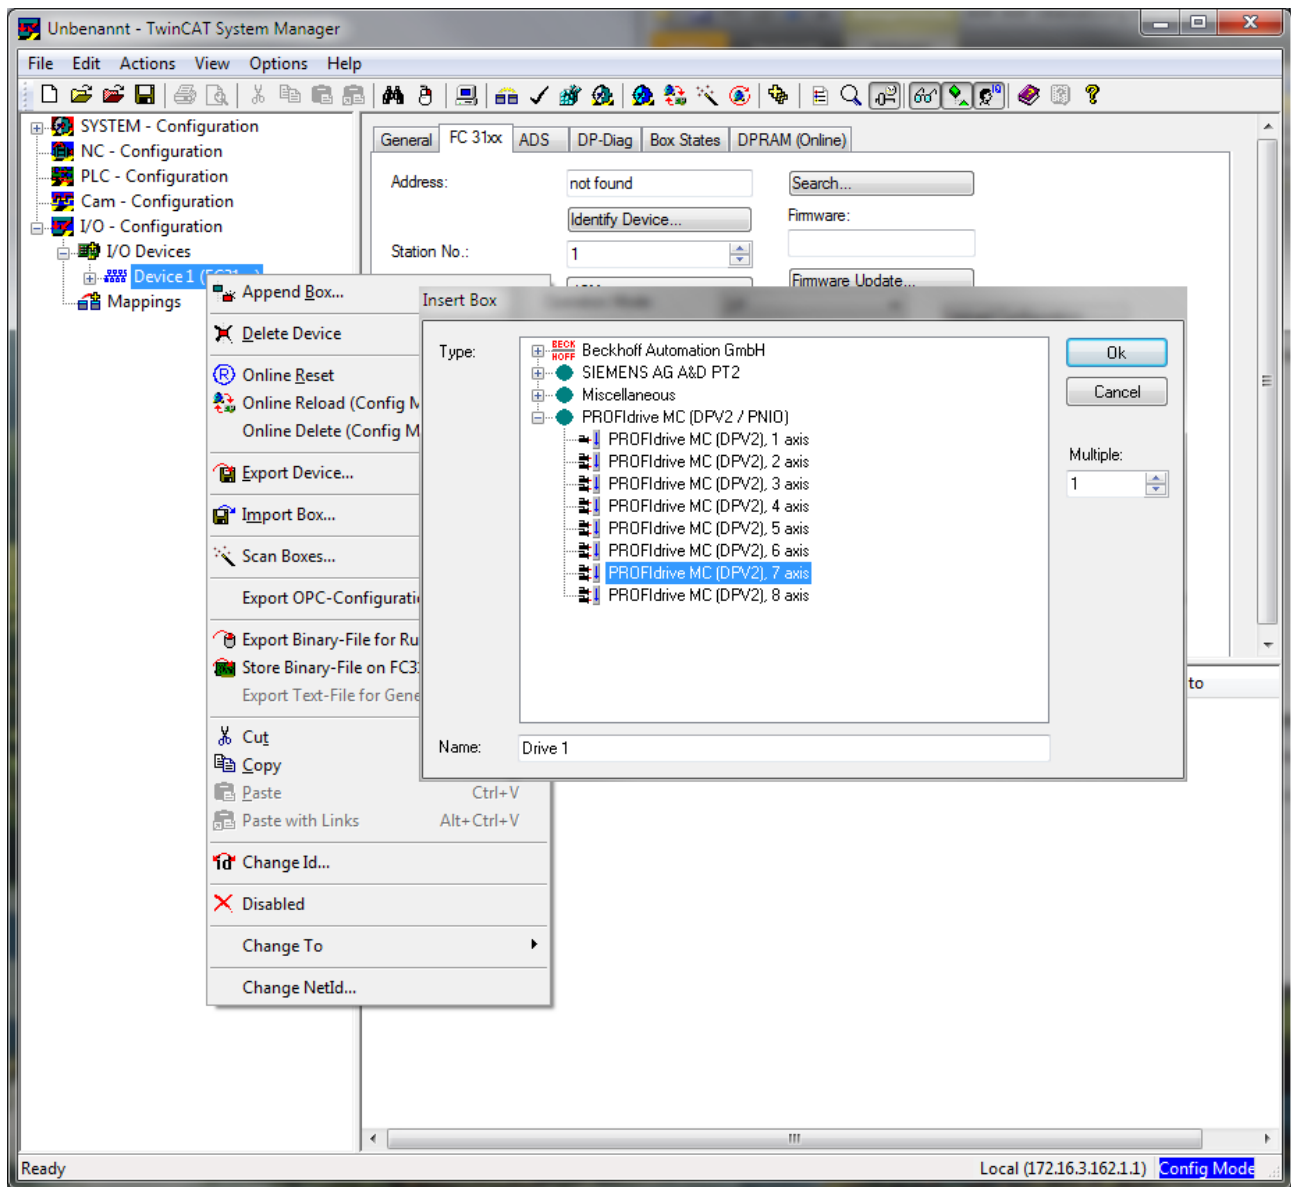 Unbenannt - TwinCAT System Manager
File Edit Actions View Options Help
SYSTEM - Configuration
NC - Configuration
PLC - Configuration
Cam - Configuration
I/O - Configuration
I/O Devices
Device 1
Mappings
General FC 31xx ADS DP-Diag Box States DPRAM (Online)
Address: not found Search...
Identify Device... Firmware:
Station No.: 1
Firmware Update...
Append Box...
Delete Device
Online Reset
Online Reload (Config M
Online Delete (Config M
Export Device...
Import Box...
Scan Boxes...
Export OPC-Configurati
Export Binary-File for Ru
Store Binary-File on FC3
Export Text-File for Gene
Cut
Copy
Paste Ctrl+V
Paste with Links Alt+Ctrl+V
Change Id...
Disabled
Change To
Change NetId...
Insert Box
Type:
BECK
HOFF
Beckhoff Automation GmbH
SIEMENS AG A&D PT2
Miscellaneous
PROFIdrive MC (DPV2 / PNIO)
PROFIdrive MC (DPV2), 1 axis
PROFIdrive MC (DPV2), 2 axis
PROFIdrive MC (DPV2), 3 axis
PROFIdrive MC (DPV2), 4 axis
PROFIdrive MC (DPV2), 5 axis
PROFIdrive MC (DPV2), 6 axis
PROFIdrive MC (DPV2), 7 axis
PROFIdrive MC (DPV2), 8 axis
Ok
Cancel
Multiple:
1
Name: Drive 1
to
Ready Local (172.16.3.162.1.1) Config Mode